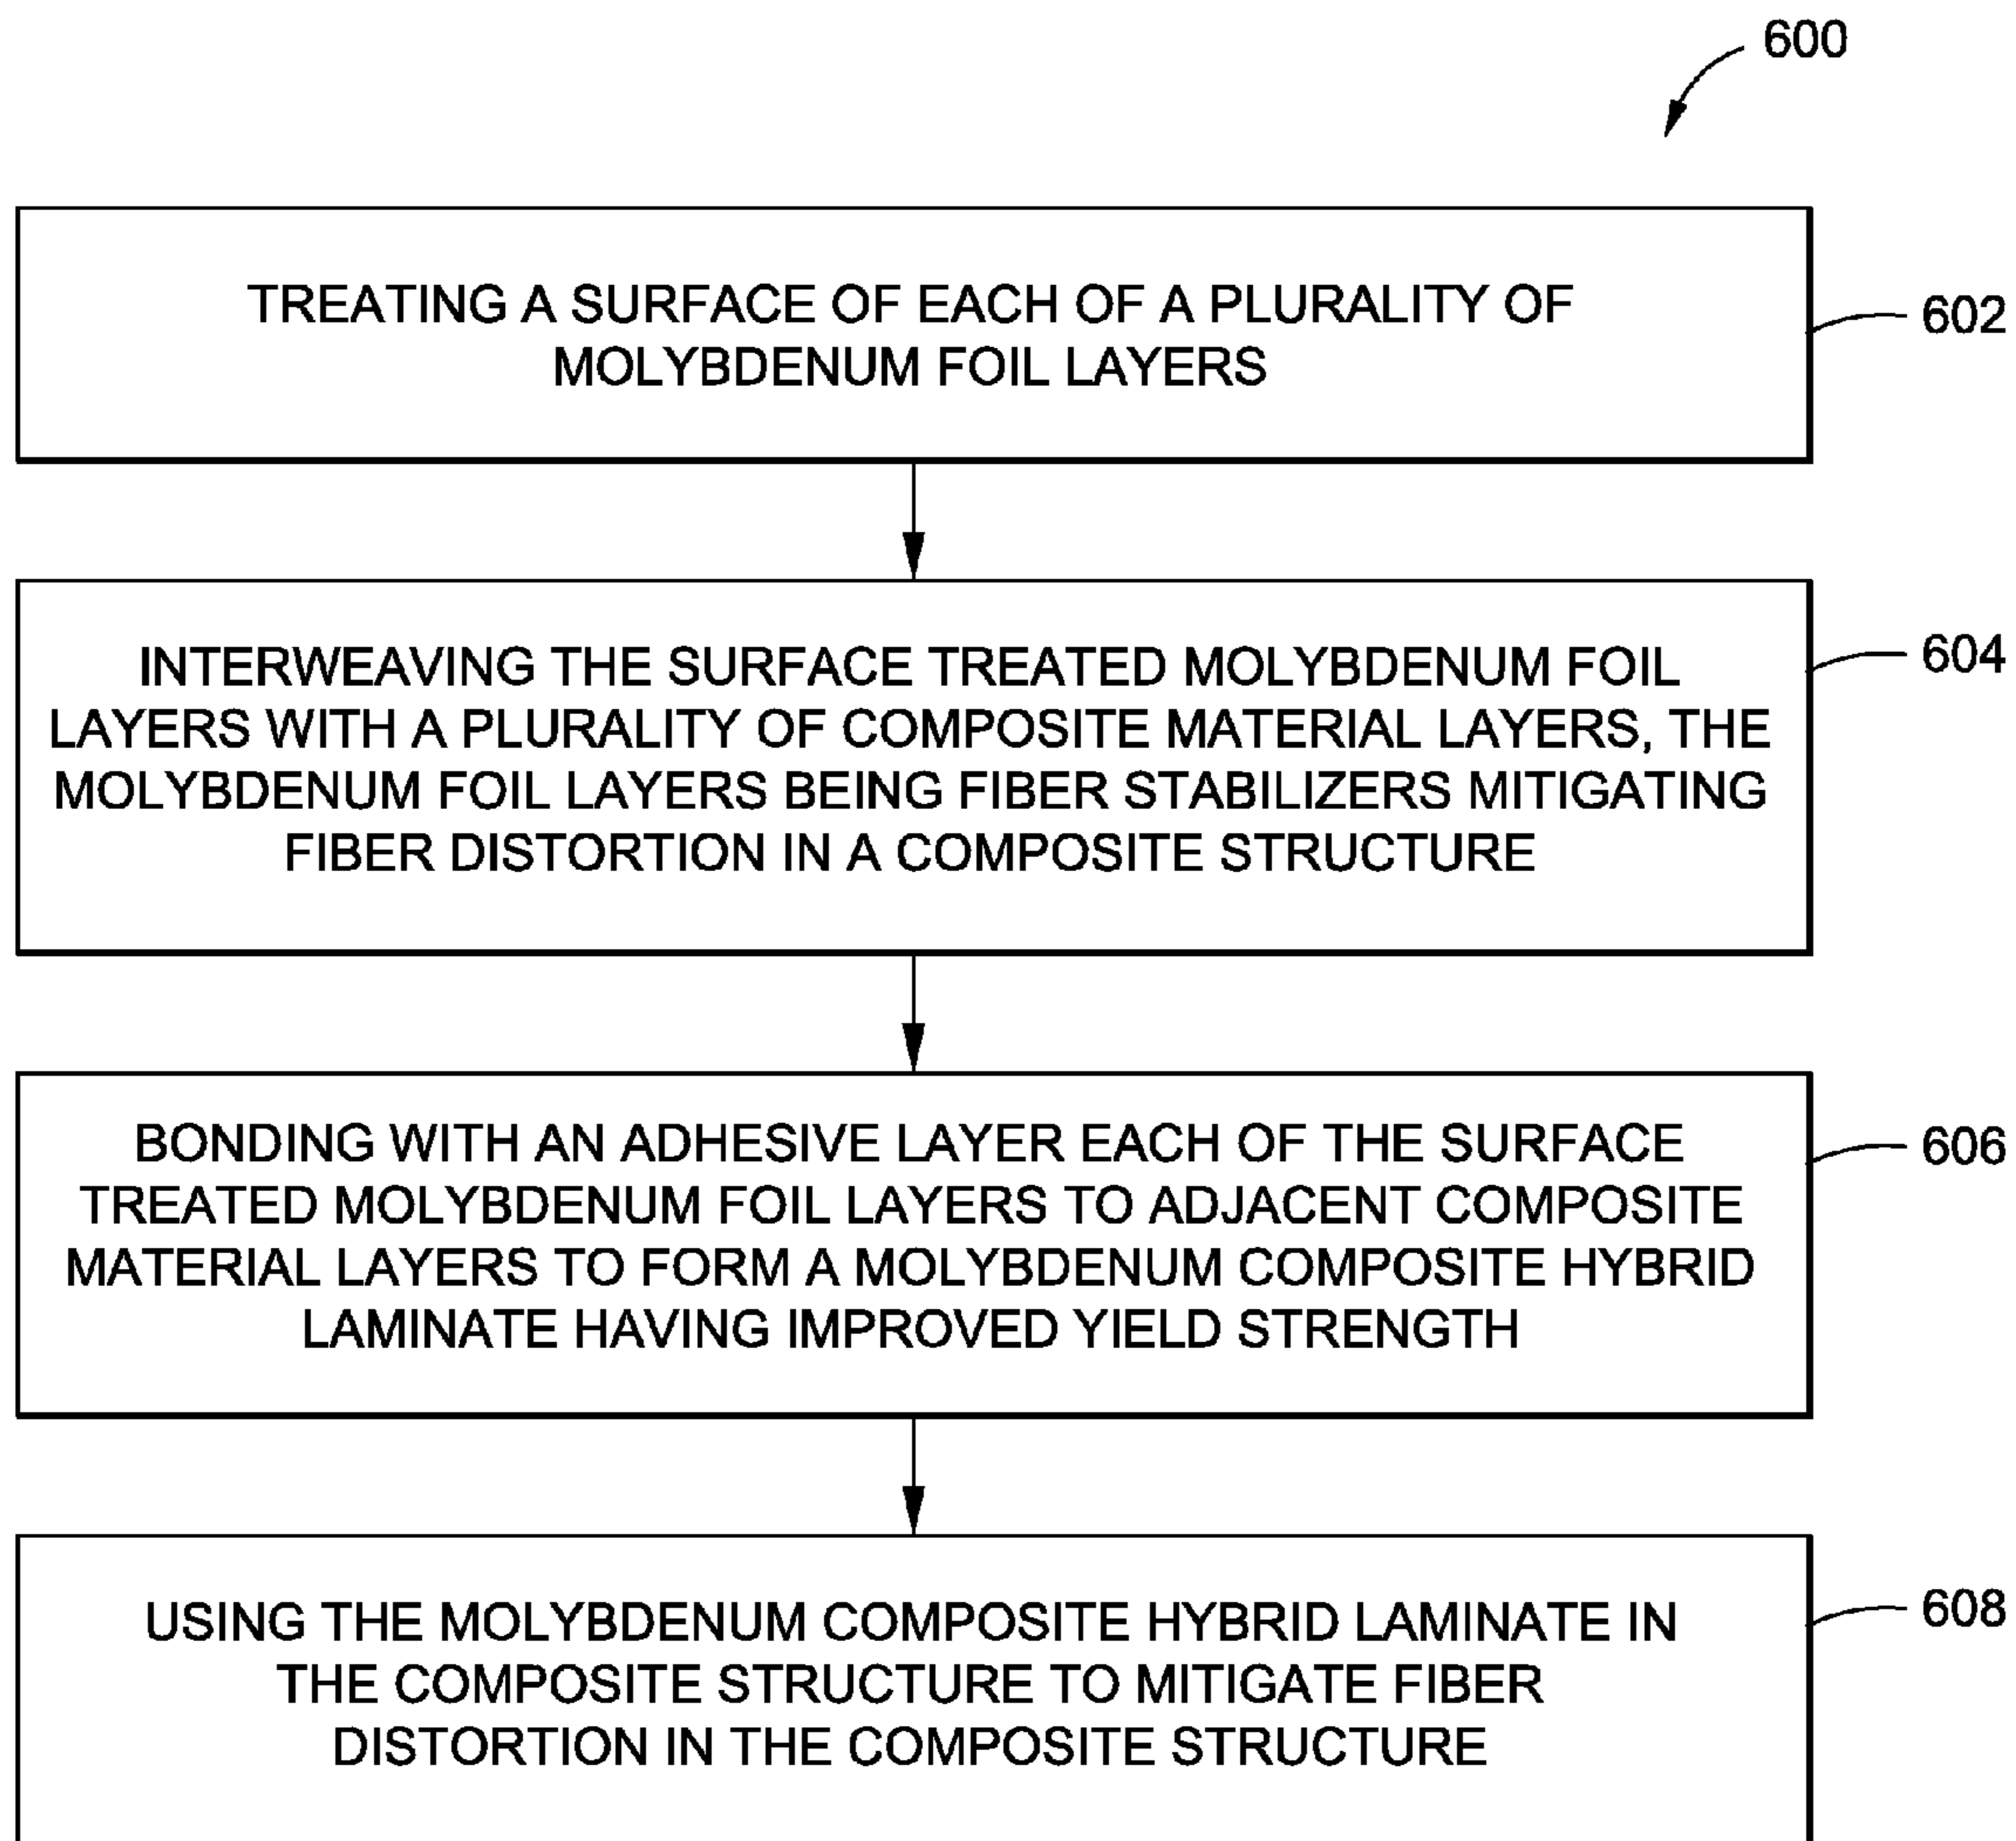 600
TREATING A SURFACE OF EACH OF A PLURALITY OF
MOLYBDENUM FOIL LAYERS
602
INTERWEAVING THE SURFACE TREATED MOLYBDENUM FOIL
LAYERS WITH A PLURALITY OF COMPOSITE MATERIAL LAYERS, THE
MOLYBDENUM FOIL LAYERS BEING FIBER STABILIZERS MITIGATING
FIBER DISTORTION IN A COMPOSITE STRUCTURE
604
BONDING WITH AN ADHESIVE LAYER EACH OF THE SURFACE
TREATED MOLYBDENUM FOIL LAYERS TO ADJACENT COMPOSITE
MATERIAL LAYERS TO FORM A MOLYBDENUM COMPOSITE HYBRID
LAMINATE HAVING IMPROVED YIELD STRENGTH
606
USING THE MOLYBDENUM COMPOSITE HYBRID LAMINATE IN
THE COMPOSITE STRUCTURE TO MITIGATE FIBER
DISTORTION IN THE COMPOSITE STRUCTURE
608